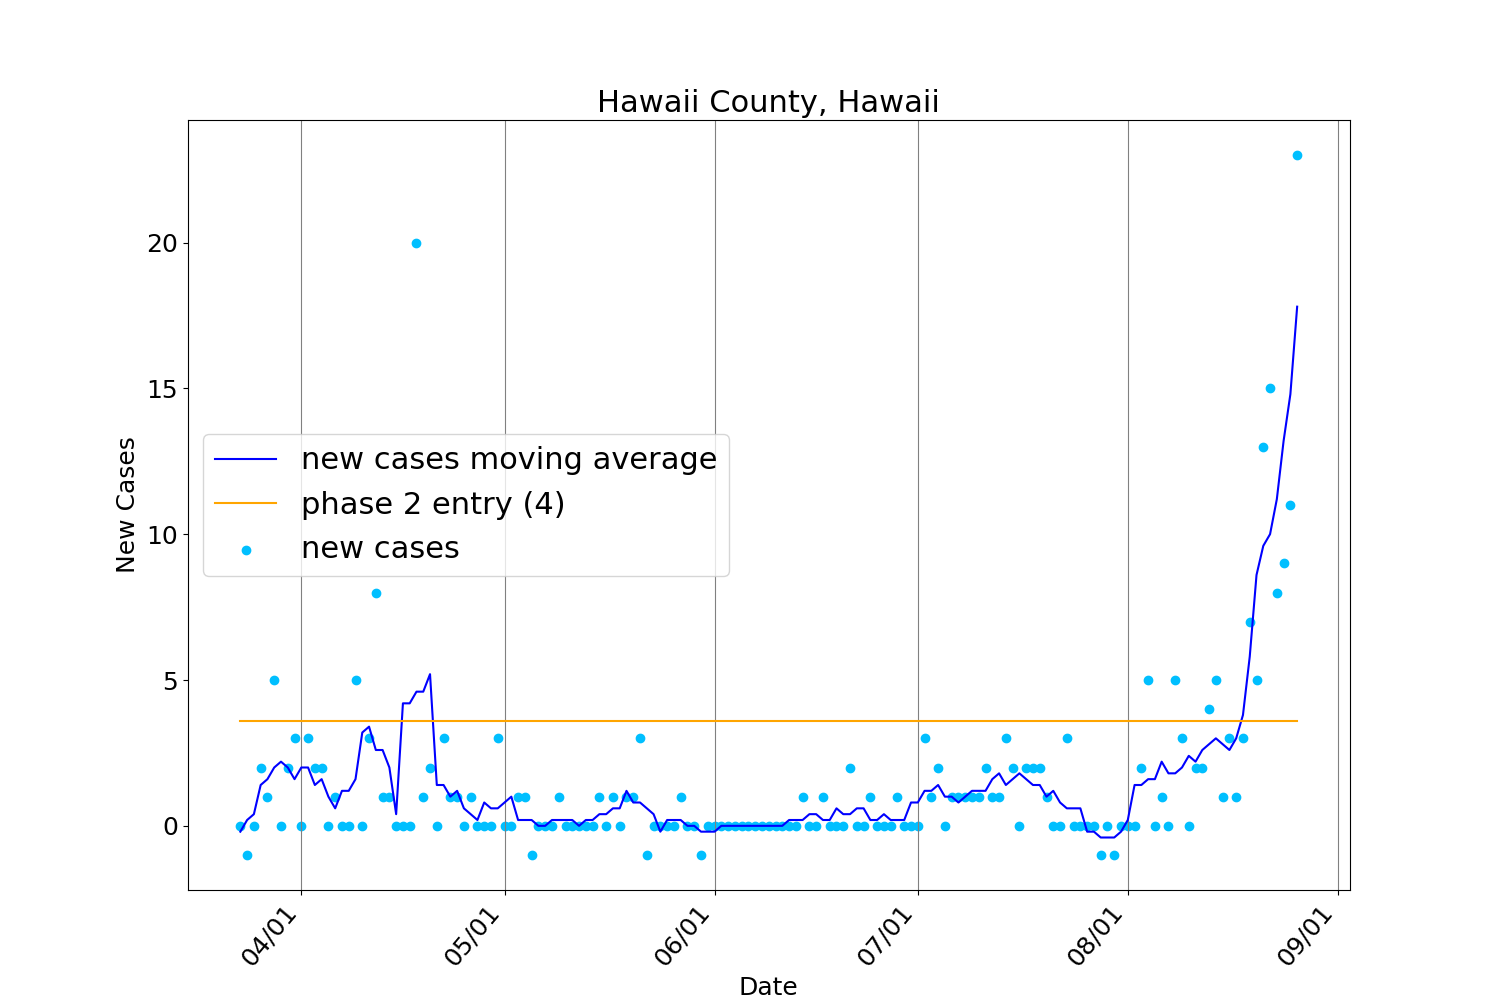 Hawaii County, Hawaii
New Cases
20
15
10
5
0
new cases moving average
phase 2 entry (4)
new cases
04/01
05/01
06/01
07/01
08/01
09/01
Date